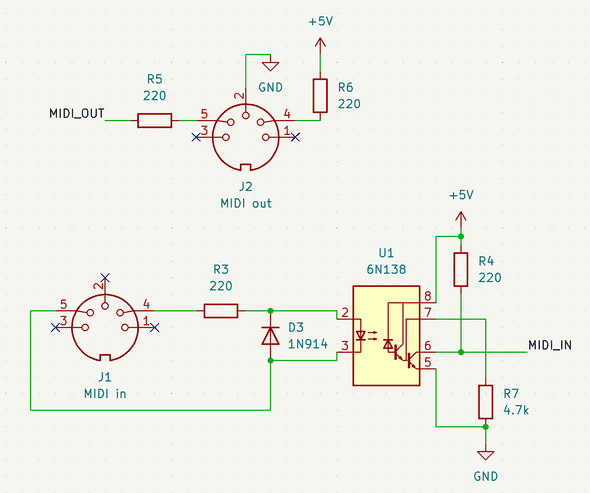 +5V
GND
R5
220
R6
220
MIDI_OUT
2
5
4
3
1
J2
MIDI out
+5V
U1
6N138
R4
220
R3
220
2
5
4
3
1
J1
MIDI in
D3
1N914
2
3
8
7
6
5
MIDI_IN
R7
4.7k
GND